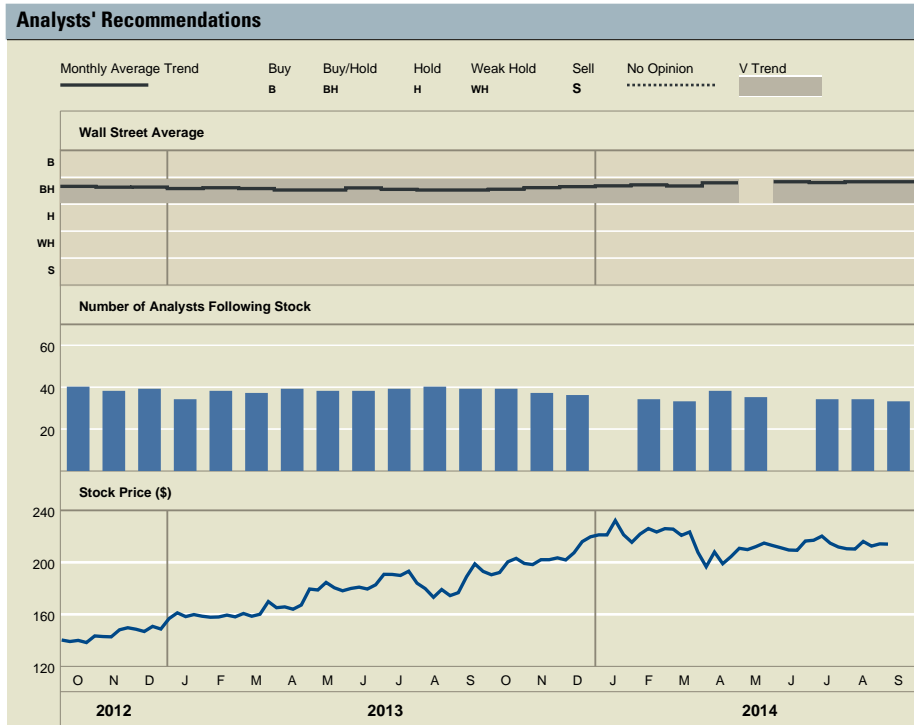 Analysts' Recommendations
Monthly Average Trend Buy Buy/Hold Hold Weak Hold Sell No Opinion V Trend
B BH H WH S
Wall Street Average
B
BH
H
WH
S
Number of Analysts Following Stock
60
40
20
Stock Price ($)
240
200
160
120
O N D J F M A M J J A S O N D J F M A M J J A S
2012 2013 2014